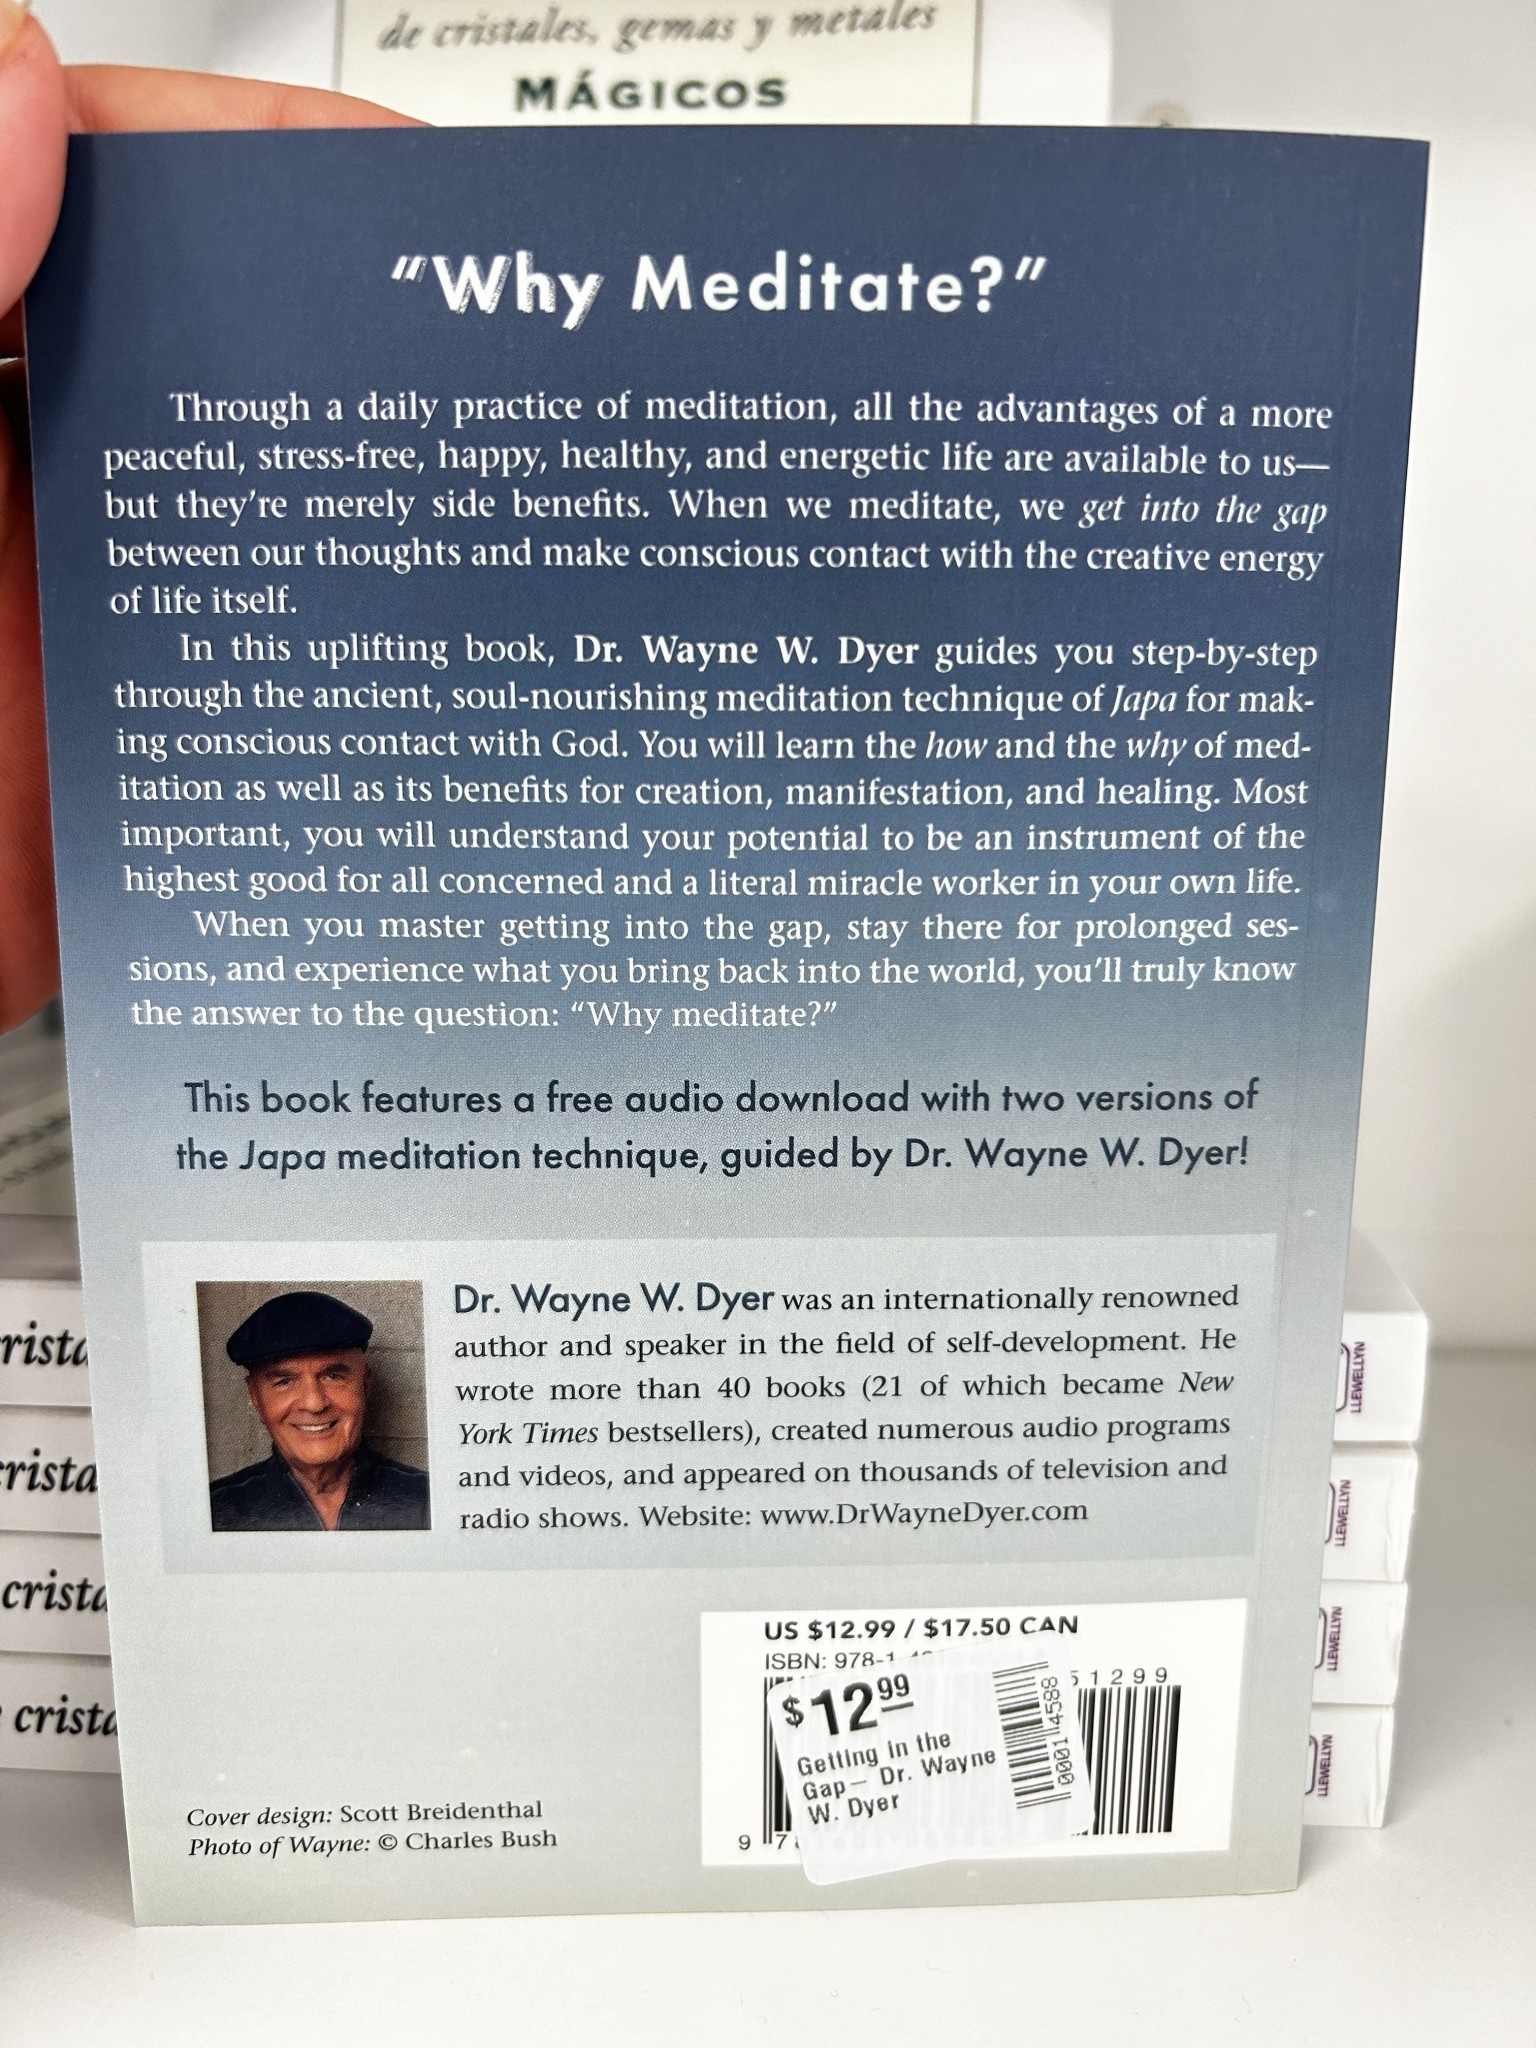 de cristales, gemas y metales
MÁGICOS
"Why Meditate?"
Through a daily practice of meditation, all the advantages of a more
peaceful, stress-free, happy, healthy, and energetic life are available to us—
but they're merely side benefits. When we meditate, we get into the gap
between our thoughts and make conscious contact with the creative energy
of life itself.
In this uplifting book, Dr. Wayne W. Dyer guides you step-by-step
through the ancient, soul-nourishing meditation technique of Japa for mak-
ing conscious contact with God. You will learn the how and the why of med-
itation as well as its benefits for creation, manifestation, and healing. Most
important, you will understand your potential to be an instrument of the
highest good for all concerned and a literal miracle worker in your own life.
When you master getting into the gap, stay there for prolonged ses-
sions, and experience what you bring back into the world, you'll truly know
the answer to the question: "Why meditate?"
This book features a free audio download with two versions of
the Japa meditation technique, guided by Dr. Wayne W. Dyer!
Dr. Wayne W. Dyer was an internationally renowned
author and speaker in the field of self-development. He
wrote more than 40 books (21 of which became New
York Times bestsellers), created numerous audio programs
and videos, and appeared on thousands of television and
radio shows. Website: www.DrWayneDyer.com
US $12.99 / $17.50 CAN
ISBN: 978-1
51299
$12.99
Getting in the
Gap— Dr. Wayne
W. Dyer
00014588
9 7
Cover design: Scott Breidenthal
Photo of Wayne: © Charles Bush
crista
crista
crista
crista
LLEWELLYN
LLEWELLYN
LLEWELLYN
LLEWELLYN